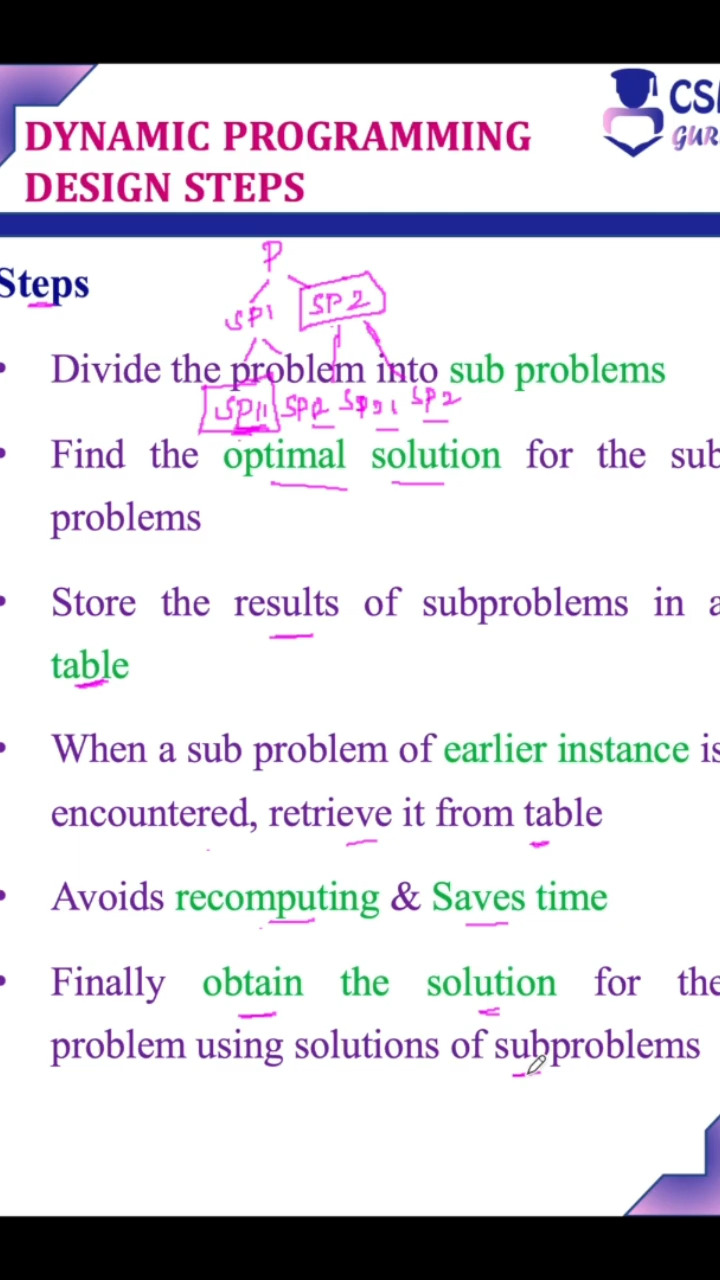 DYNAMIC PROGRAMMING
DESIGN STEPS
CS
GUR
Steps
P
SP1 SP2
• Divide the problem into sub problems
SP11 SP21 SP2
• Find the optimal solution for the sub
problems
• Store the results of subproblems in a
table
• When a sub problem of earlier instance is
encountered, retrieve it from table
• Avoids recomputing & Saves time
• Finally obtain the solution for the
problem using solutions of subproblems